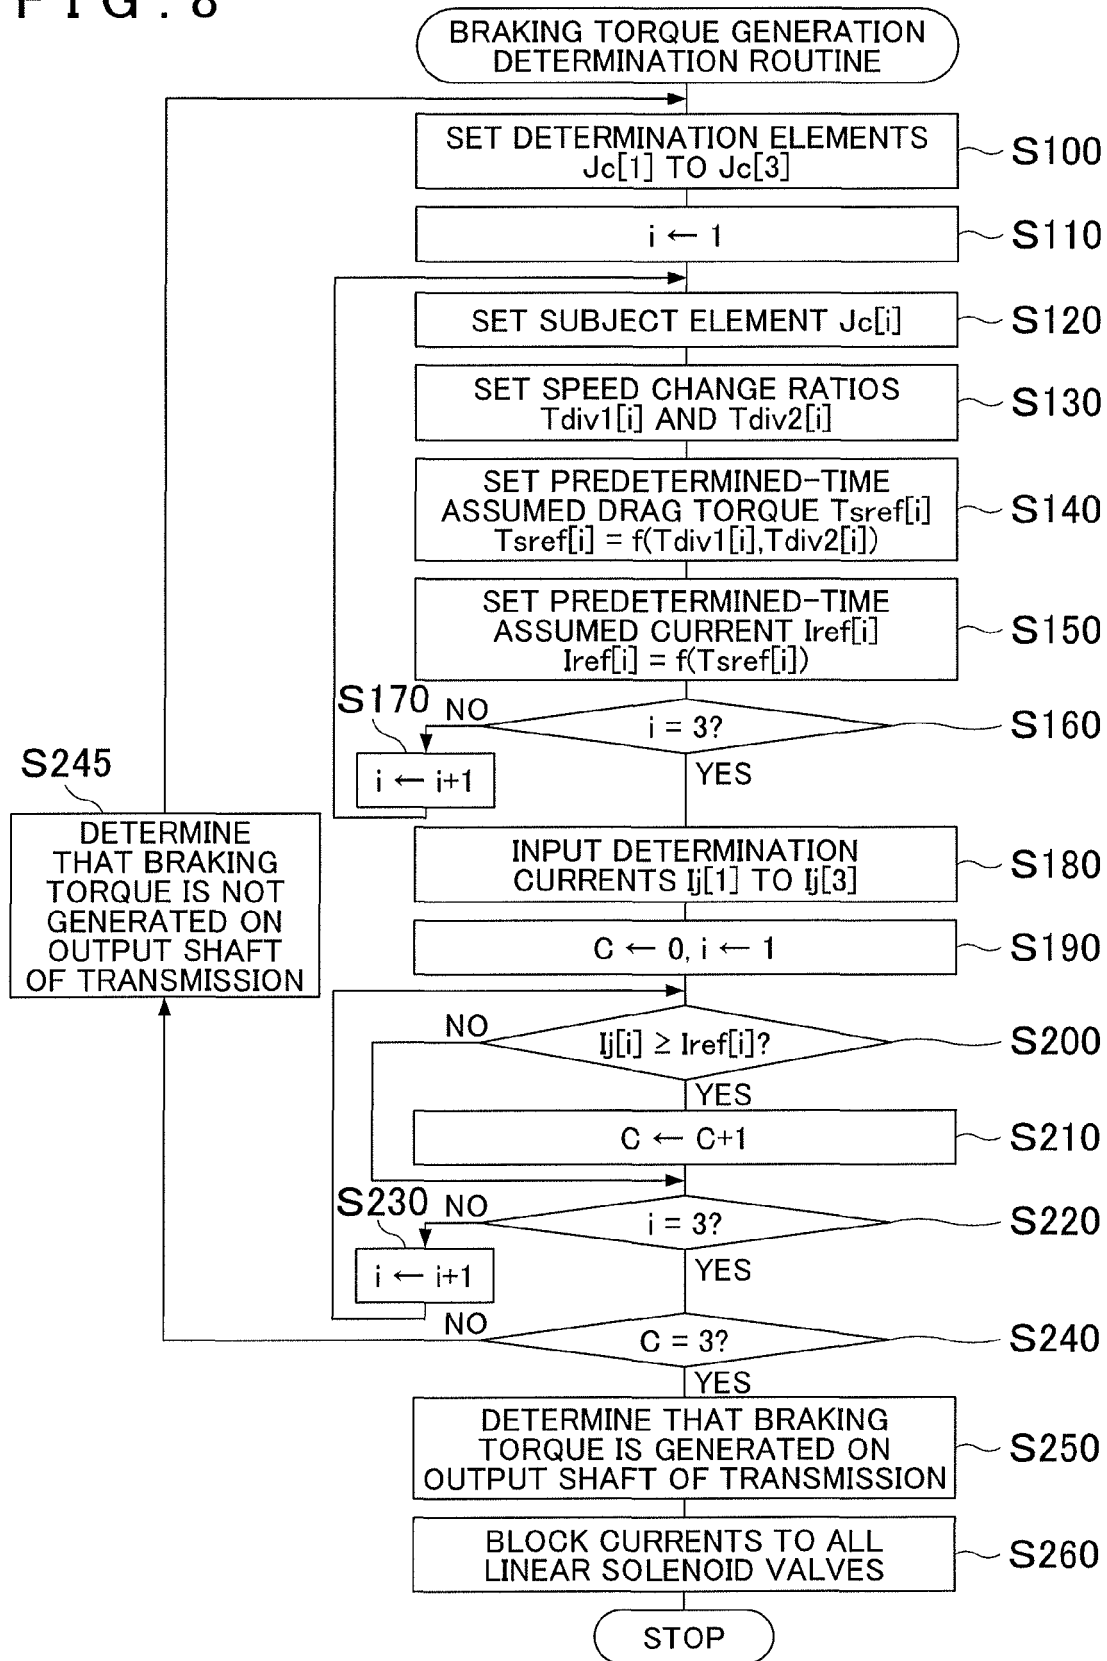 FIG. 8
BRAKING TORQUE GENERATION
DETERMINATION ROUTINE
SET DETERMINATION ELEMENTS
Jc[1] TO Jc[3]
S100
i ← 1
S110
SET SUBJECT ELEMENT Jc[i]
S120
SET SPEED CHANGE RATIOS
Tdiv1[i] AND Tdiv2[i]
S130
SET PREDETERMINED-TIME
ASSUMED DRAG TORQUE Tsref[i]
Tsref[i] = f(Tdiv1[i],Tdiv2[i])
S140
SET PREDETERMINED-TIME
ASSUMED CURRENT Iref[i]
Iref[i] = f(Tsref[i])
S150
S170
NO
i = 3?
S160
i ← i+1
YES
S245
DETERMINE
THAT BRAKING
TORQUE IS NOT
GENERATED ON
OUTPUT SHAFT
OF TRANSMISSION
INPUT DETERMINATION
CURRENTS Ij[1] TO Ij[3]
S180
C ← 0, i ← 1
S190
NO
Ij[i] ≥ Iref[i]?
S200
YES
C ← C+1
S210
S230
NO
i = 3?
S220
i ← i+1
YES
NO
C = 3?
S240
YES
DETERMINE THAT BRAKING
TORQUE IS GENERATED ON
OUTPUT SHAFT OF TRANSMISSION
S250
BLOCK CURRENTS TO ALL
LINEAR SOLENOID VALVES
S260
STOP